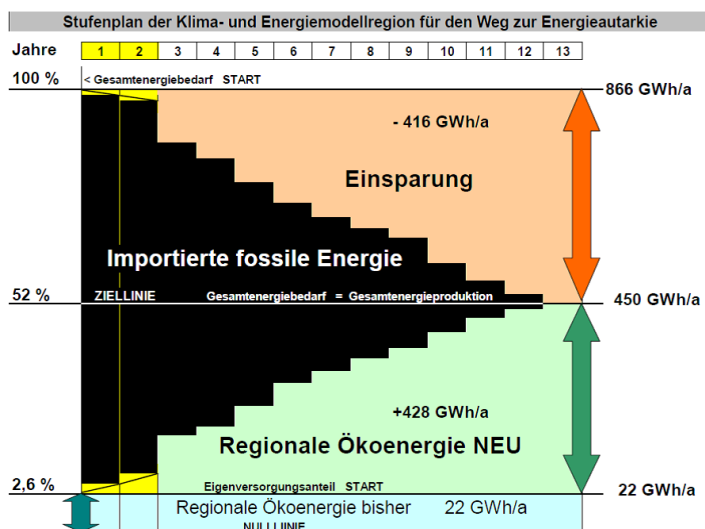 Stufenplan der Klima- und Energiemodellregion für den Weg zur Energieautarkie
Jahre 1 2 3 4 5 6 7 8 9 10 11 12 13
100 % < Gesamtenergiebedarf START 866 GWh/a
- 416 GWh/a
Einsparung
Importierte fossile Energie
52 % ZIELLINIE Gesamtenergiebedarf = Gesamtenergieproduktion 450 GWh/a
+428 GWh/a
Regionale Ökoenergie NEU
2,6 % Eigenversorgungsanteil START 22 GWh/a
Regionale Ökoenergie bisher 22 GWh/a
NULLLINIE